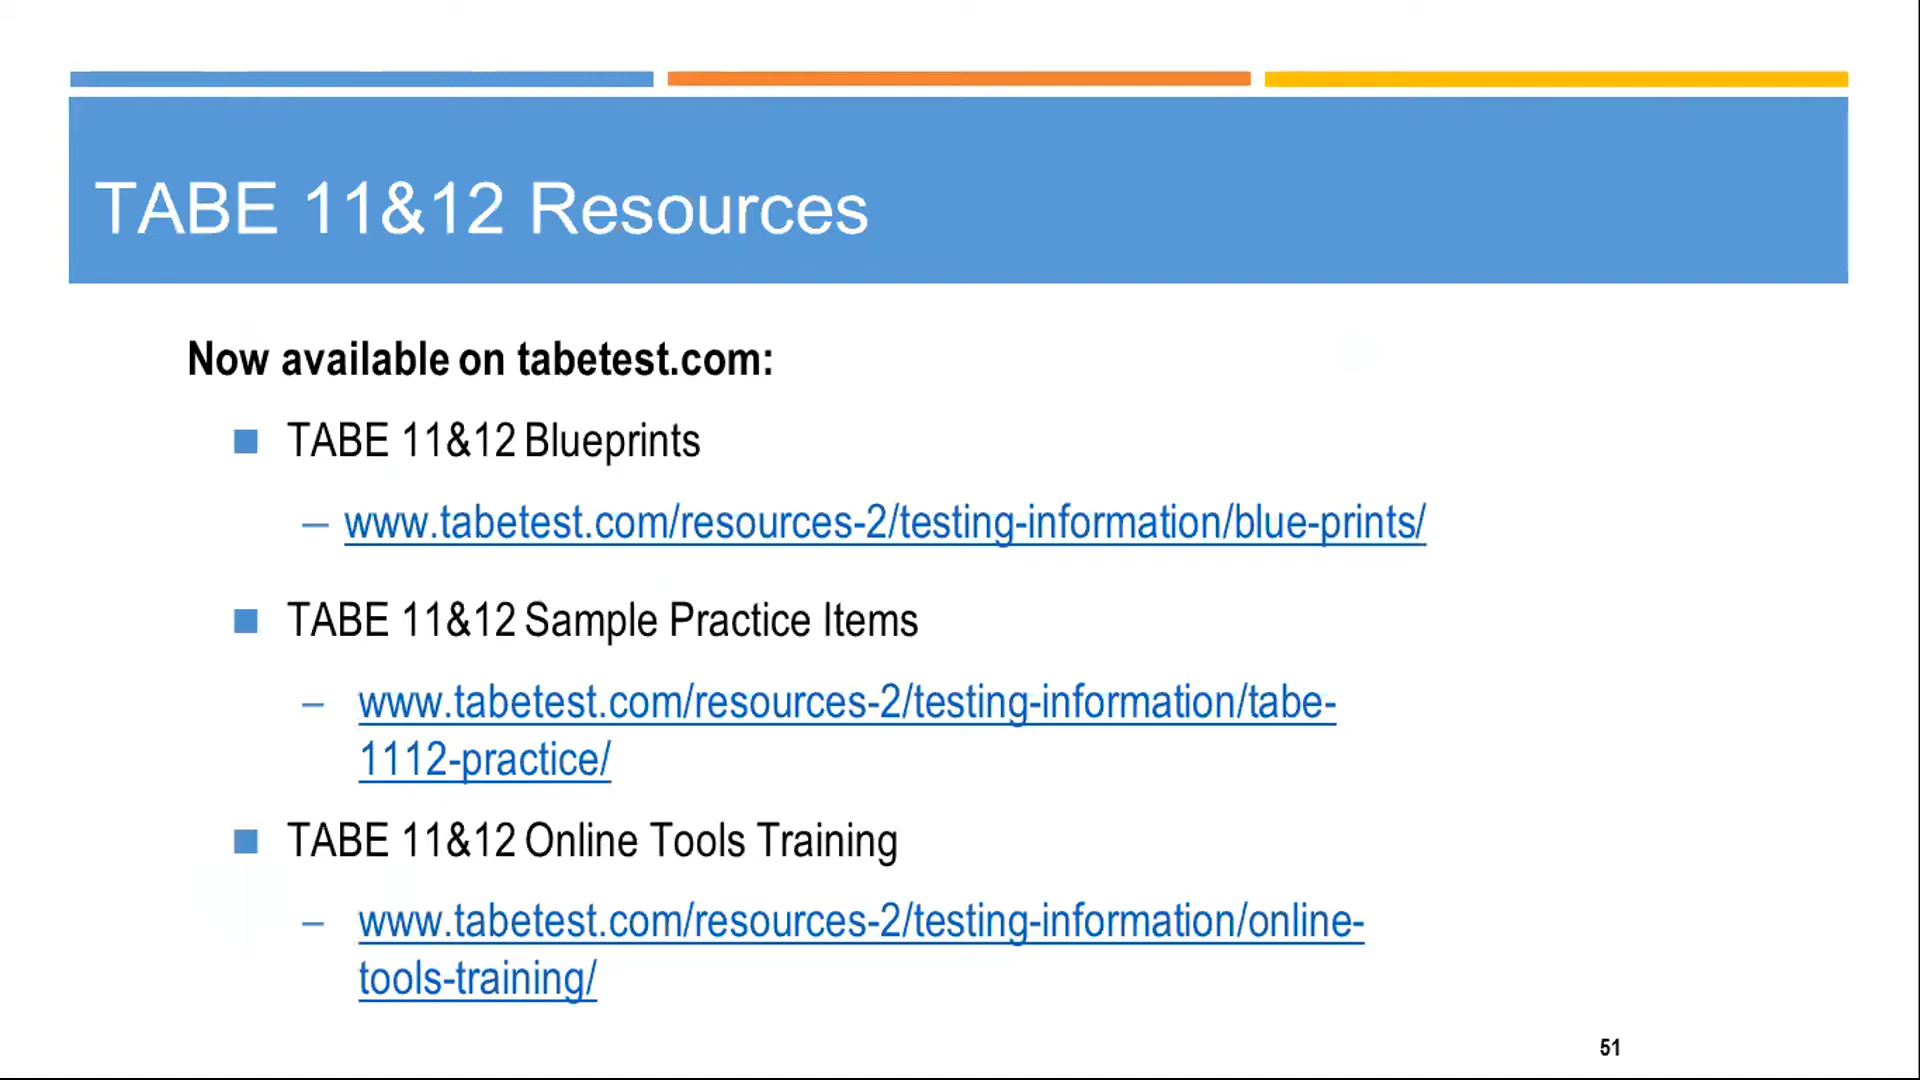 TABE 11&12 Resources
Now available on tabetest.com:
■ TABE 11&12 Blueprints
– www.tabetest.com/resources-2/testing-information/blue-prints/
■ TABE 11&12 Sample Practice Items
– www.tabetest.com/resources-2/testing-information/tabe-
1112-practice/
■ TABE 11&12 Online Tools Training
– www.tabetest.com/resources-2/testing-information/online-
tools-training/
51